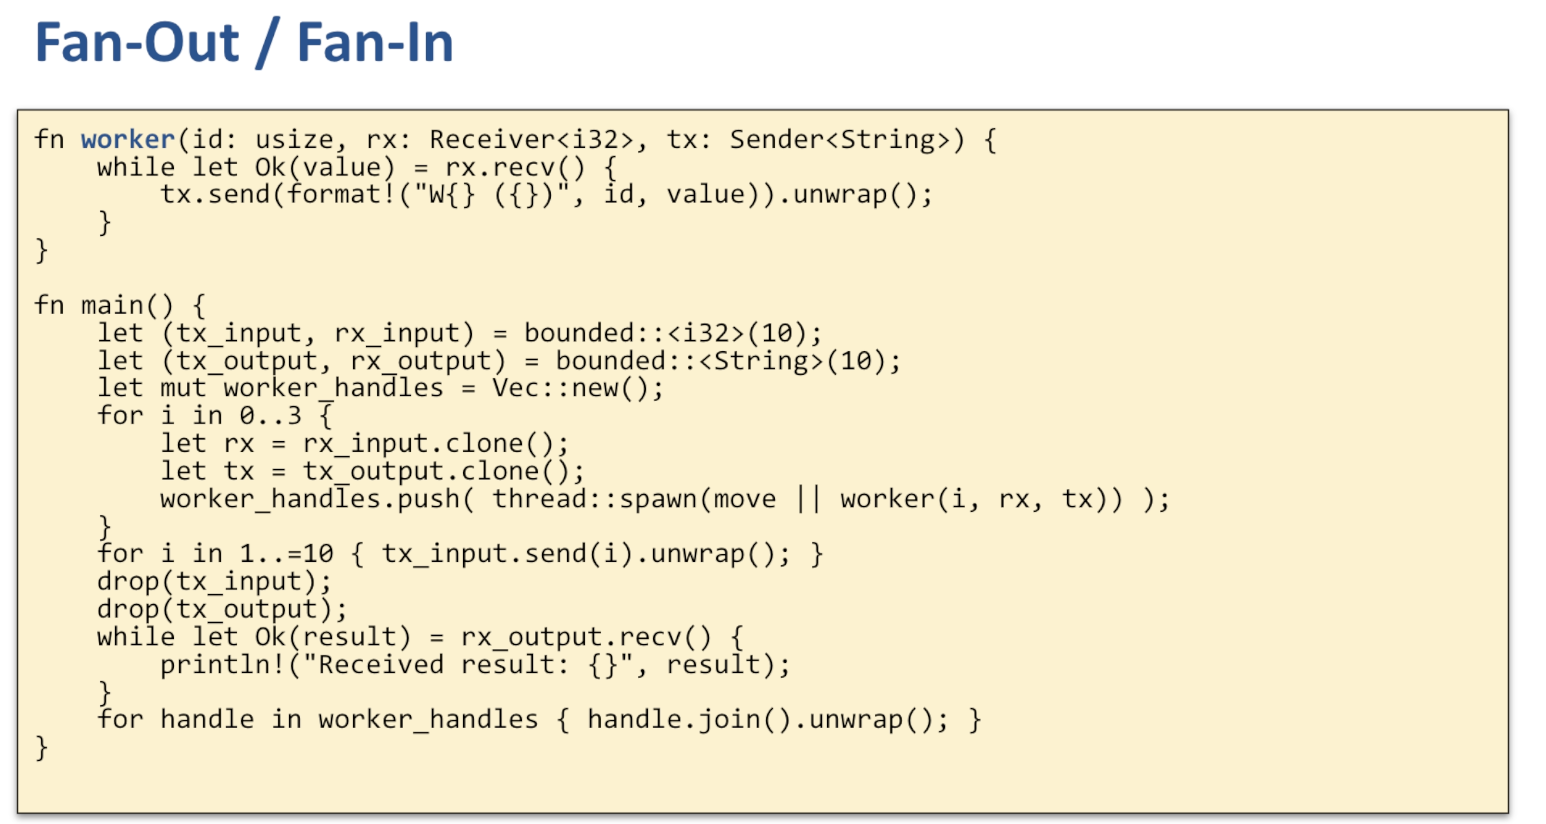 Fan-Out / Fan-In
fn worker(id: usize, rx: Receiver<i32>, tx: Sender<String>) {
    while let Ok(value) = rx.recv() {
        tx.send(format!("W{} ({})", id, value)).unwrap();
    }
}

fn main() {
    let (tx_input, rx_input) = bounded::<i32>(10);
    let (tx_output, rx_output) = bounded::<String>(10);
    let mut worker_handles = Vec::new();
    for i in 0..3 {
        let rx = rx_input.clone();
        let tx = tx_output.clone();
        worker_handles.push( thread::spawn(move || worker(i, rx, tx)) );
    }
    for i in 1..=10 { tx_input.send(i).unwrap(); }
    drop(tx_input);
    drop(tx_output);
    while let Ok(result) = rx_output.recv() {
        println!("Received result: {}", result);
    }
    for handle in worker_handles { handle.join().unwrap(); }
}